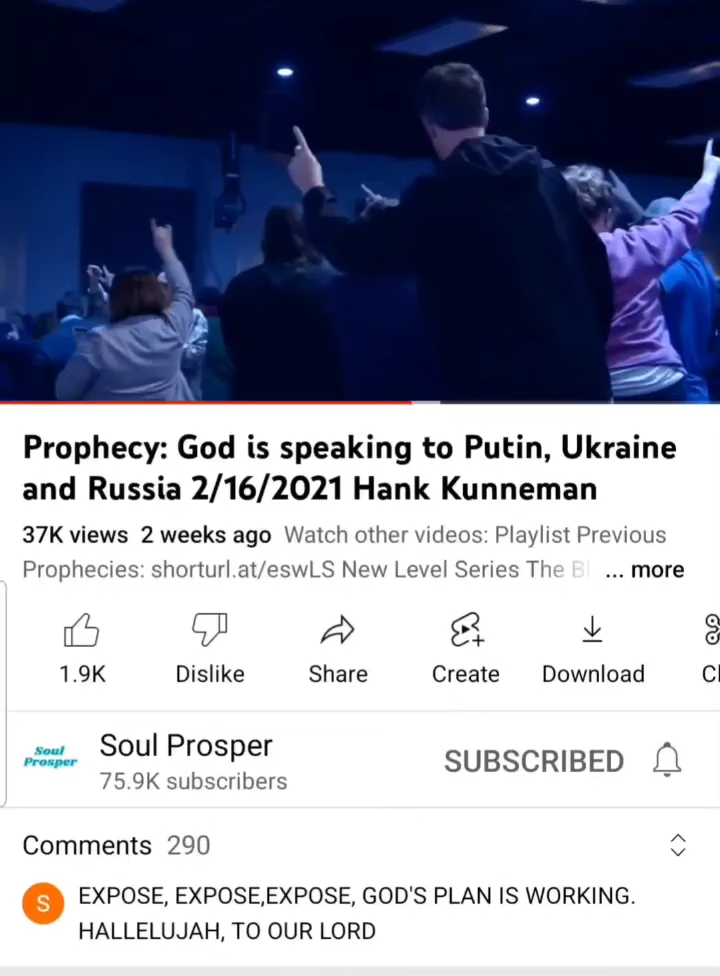 Prophecy: God is speaking to Putin, Ukraine
and Russia 2/16/2021 Hank Kunneman
37K views 2 weeks ago Watch other videos: Playlist Previous
Prophecies: shorturl.at/eswLS New Level Series The ... more
1.9K Dislike Share Create Download
Soul Prosper
Soul Prosper
75.9K subscribers
SUBSCRIBED
Comments 290
S
EXPOSE, EXPOSE,EXPOSE, GOD'S PLAN IS WORKING.
HALLELUJAH, TO OUR LORD